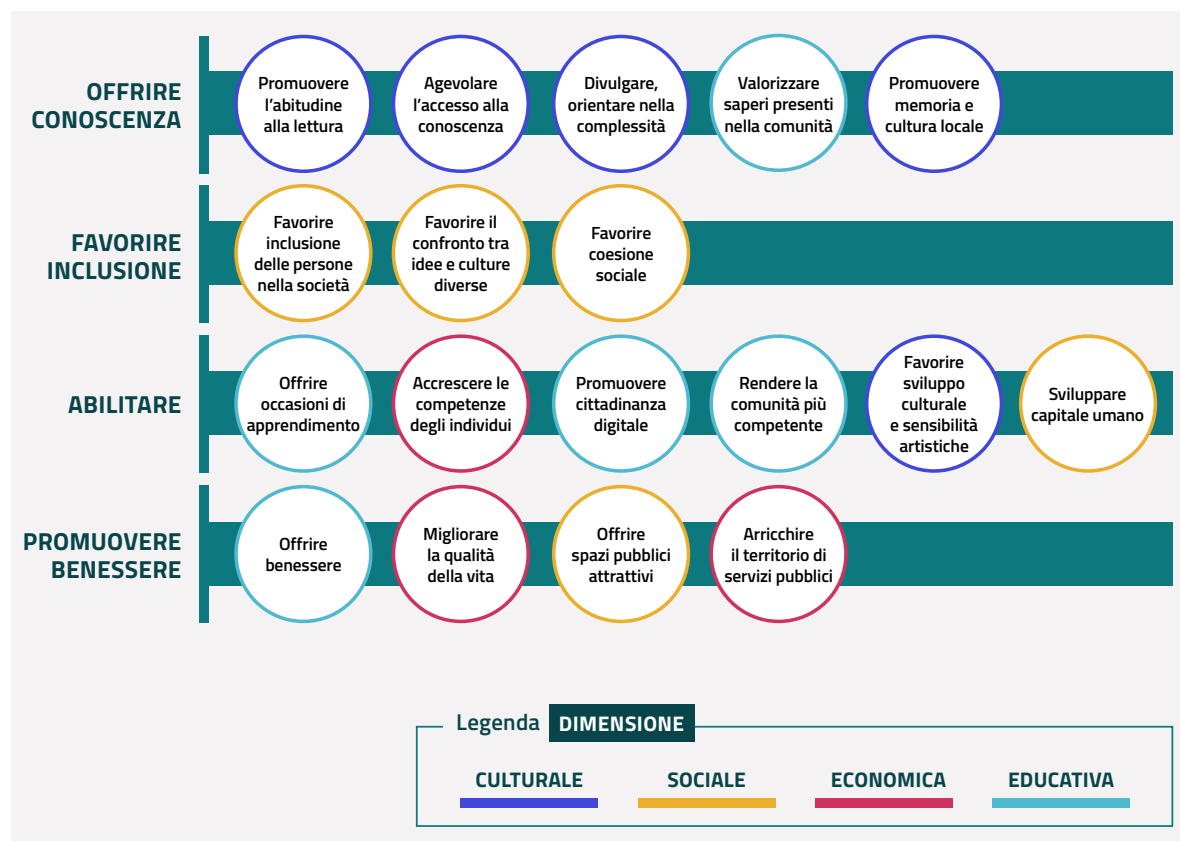 OFFRIRE
CONOSCENZA
Promuovere
l'abitudine
alla lettura
Agevolare
l'accesso alla
conoscenza
Divulgare,
orientare nella
complessità
Valorizzare
saperi presenti
nella comunità
Promuovere
memoria e
cultura locale
FAVORIRE
INCLUSIONE
Favorire
inclusione
delle persone
nella società
Favorire il
confronto tra
idee e culture
diverse
Favorire
coesione
sociale
ABILITARE
Offrire
occasioni di
apprendimento
Accrescere le
competenze
degli individui
Promuovere
cittadinanza
digitale
Rendere la
comunità più
competente
Favorire
sviluppo
culturale
e sensibilità
artistiche
Sviluppare
capitale umano
PROMUOVERE
BENESSERE
Offrire
benessere
Migliorare
la qualità
della vita
Offrire
spazi pubblici
attrattivi
Arricchire
il territorio di
servizi pubblici
Legenda DIMENSIONE
CULTURALE SOCIALE ECONOMICA EDUCATIVA